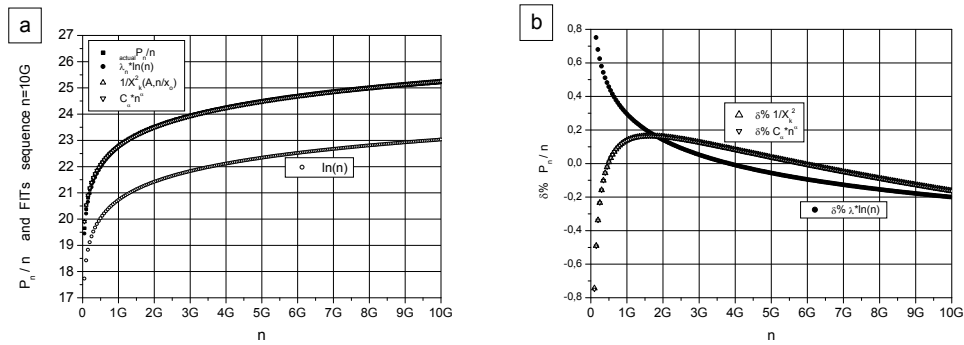 a
27
26
25
24
23
22
21
20
19
18
17
P_n / n and FITs sequence n=10G
actual P_n/n
λ_n*ln(n)
1/X²_k(A,n/x_o)
C_α*n^α
ln(n)
0 1G 2G 3G 4G 5G 6G 7G 8G 9G 10G
n
b
0,8
0,6
0,4
0,2
0,0
-0,2
-0,4
-0,6
-0,8
δ% P_n / n
δ% 1/X_k²
δ% C_α*n^α
δ% λ*ln(n)
0 1G 2G 3G 4G 5G 6G 7G 8G 9G 10G
n